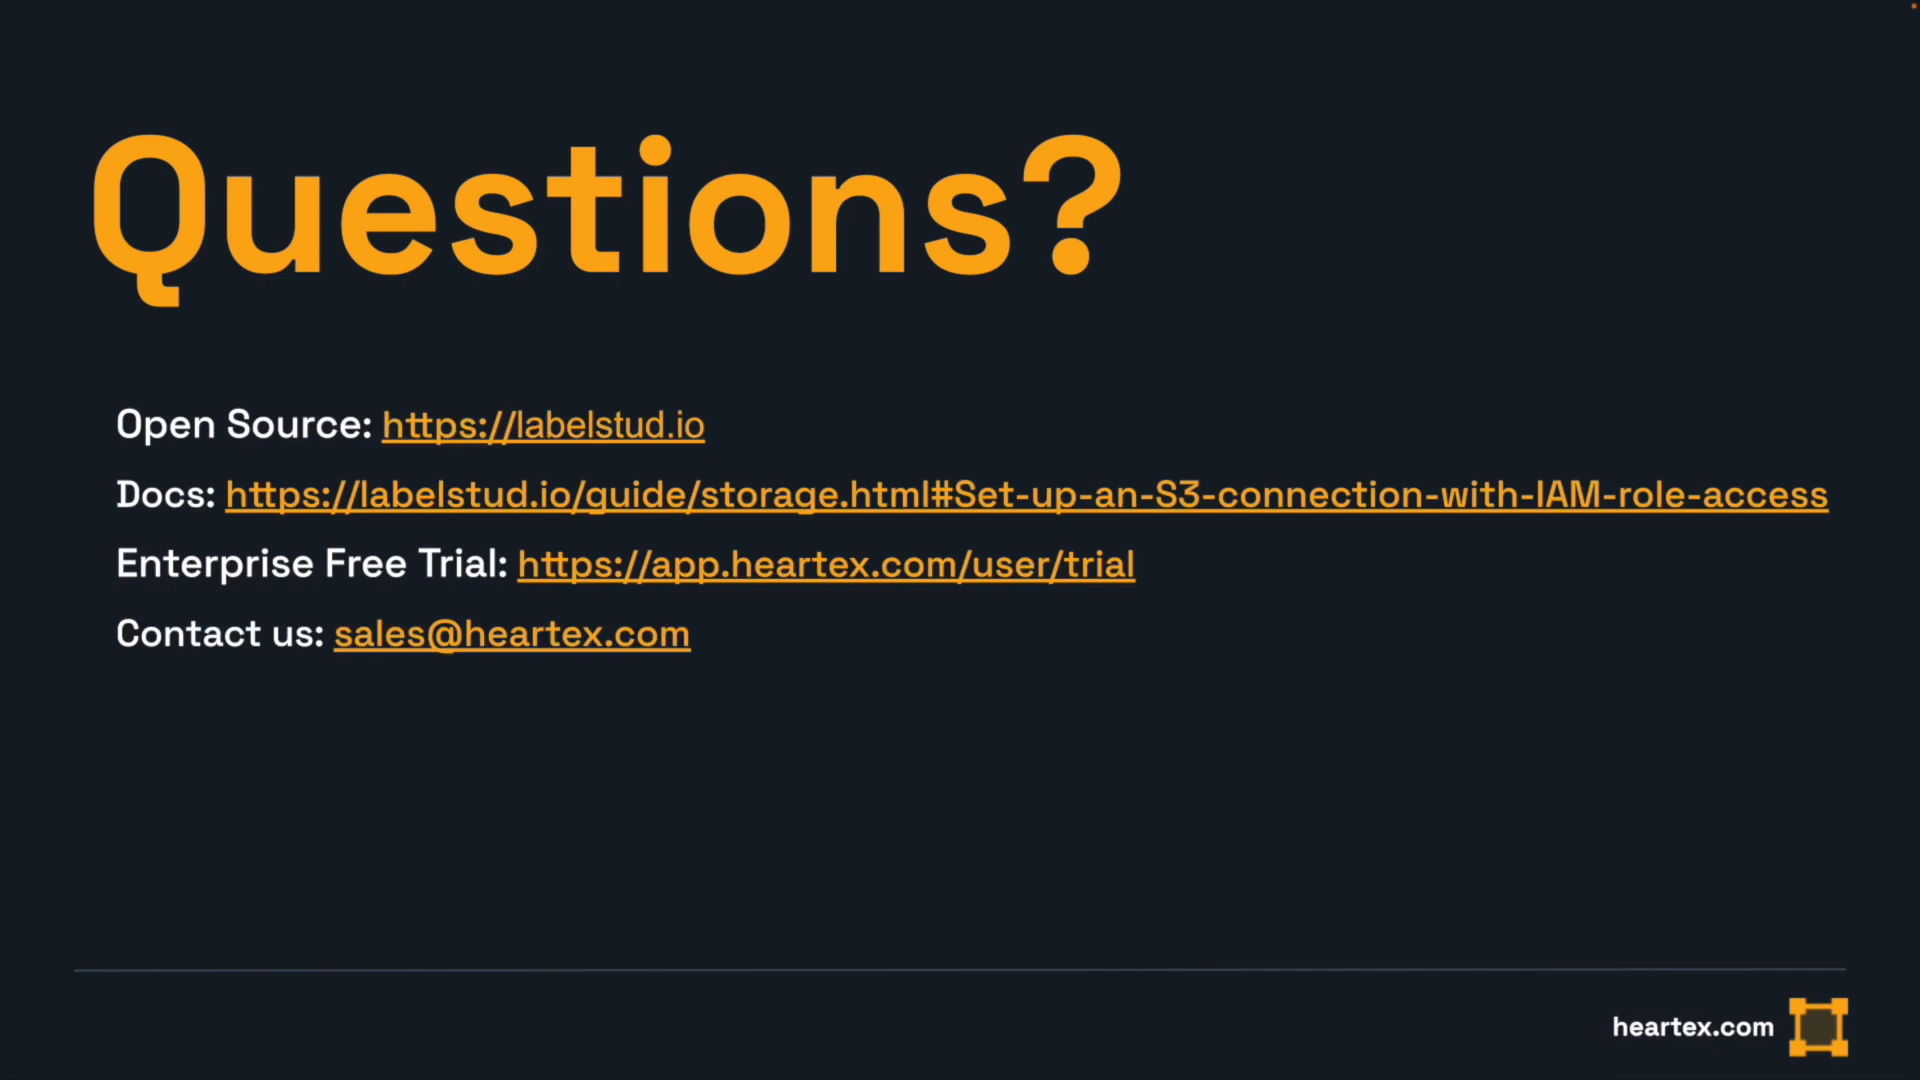 Questions?
Open Source: https://labelstud.io
Docs: https://labelstud.io/guide/storage.html#Set-up-an-S3-connection-with-IAM-role-access
Enterprise Free Trial: https://app.heartex.com/user/trial
Contact us: sales@heartex.com
heartex.com